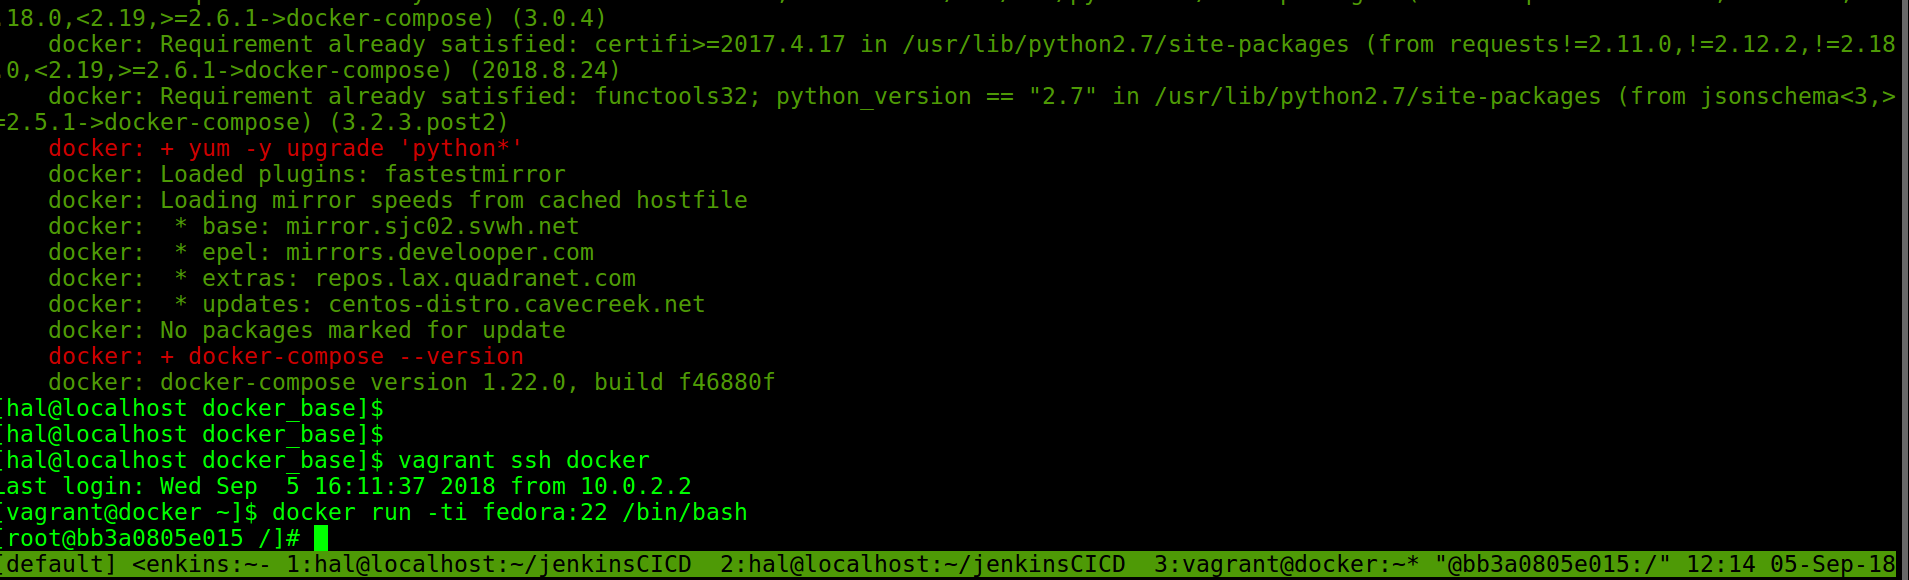 .18.0,<2.19,>=2.6.1->docker-compose) (3.0.4)
docker: Requirement already satisfied: certifi>=2017.4.17 in /usr/lib/python2.7/site-packages (from requests!=2.11.0,!=2.12.2,!=2.18
.0,<2.19,>=2.6.1->docker-compose) (2018.8.24)
docker: Requirement already satisfied: functools32; python_version == "2.7" in /usr/lib/python2.7/site-packages (from jsonschema<3,>
=2.5.1->docker-compose) (3.2.3.post2)
docker: + yum -y upgrade 'python*'
docker: Loaded plugins: fastestmirror
docker: Loading mirror speeds from cached hostfile
docker:  * base: mirror.sjc02.svwh.net
docker:  * epel: mirrors.developer.com
docker:  * extras: repos.lax.quadranet.com
docker:  * updates: centos-distro.cavecreek.net
docker: No packages marked for update
docker: + docker-compose --version
docker: docker-compose version 1.22.0, build f46880f
[hal@localhost docker_base]$
[hal@localhost docker_base]$
[hal@localhost docker_base]$ vagrant ssh docker
Last login: Wed Sep  5 16:11:37 2018 from 10.0.2.2
[vagrant@docker ~]$ docker run -ti fedora:22 /bin/bash
[root@bb3a0805e015 /]#
[default] <enkins:~- 1:hal@localhost:~/jenkinsCICD  2:hal@localhost:~/jenkinsCICD  3:vagrant@docker:~* "@bb3a0805e015:/" 12:14 05-Sep-18